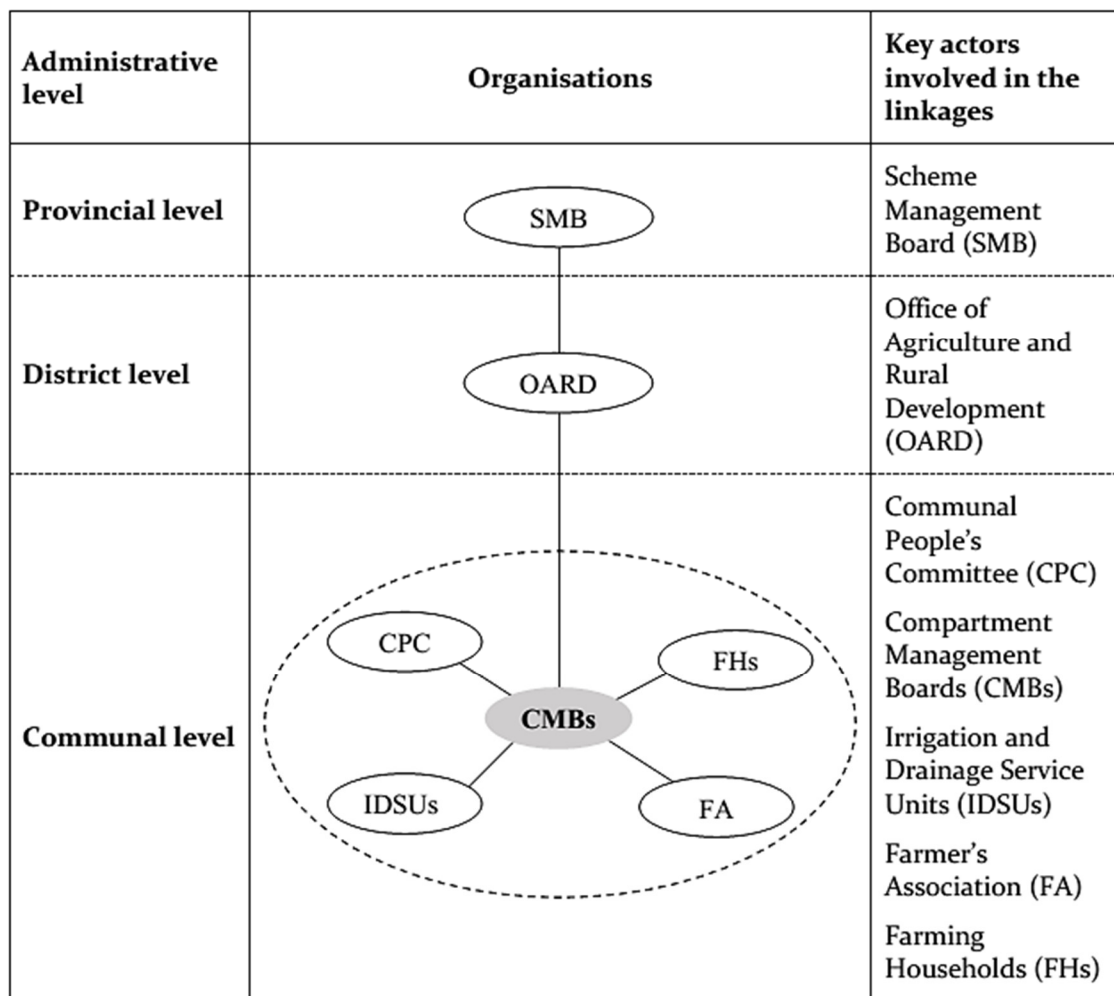 Administrative
level
Organisations
Key actors
involved in the
linkages
Provincial level
SMB
Scheme
Management
Board (SMB)
District level
OARD
Office of
Agriculture and
Rural
Development
(OARD)
Communal level
CPC
FHs
CMBs
IDSUs
FA
Communal
People's
Committee (CPC)
Compartment
Management
Boards (CMBs)
Irrigation and
Drainage Service
Units (IDSUs)
Farmer's
Association (FA)
Farming
Households (FHs)